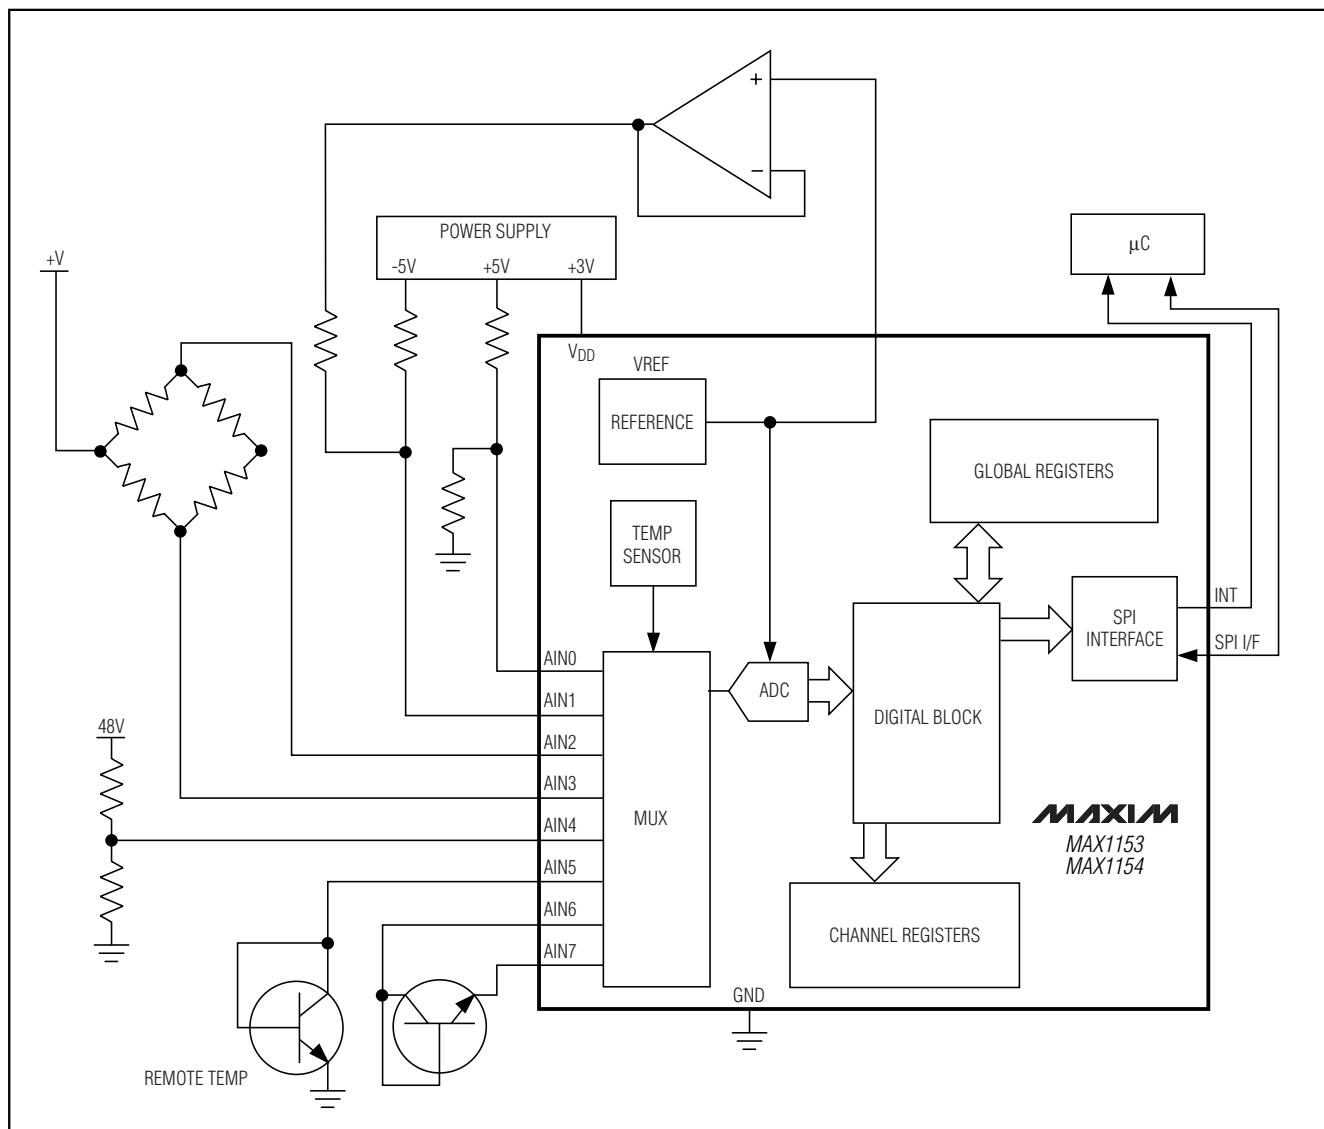 +
−
POWER SUPPLY
-5V
+5V
+3V
µC
+V
VDD
VREF
REFERENCE
GLOBAL REGISTERS
TEMP
SENSOR
INT
SPI
INTERFACE
SPI I/F
AIN0
ADC
AIN1
DIGITAL BLOCK
48V
AIN2
AIN3
MUX
MAXIM
AIN4
MAX1153
MAX1154
AIN5
AIN6
CHANNEL REGISTERS
AIN7
GND
REMOTE TEMP